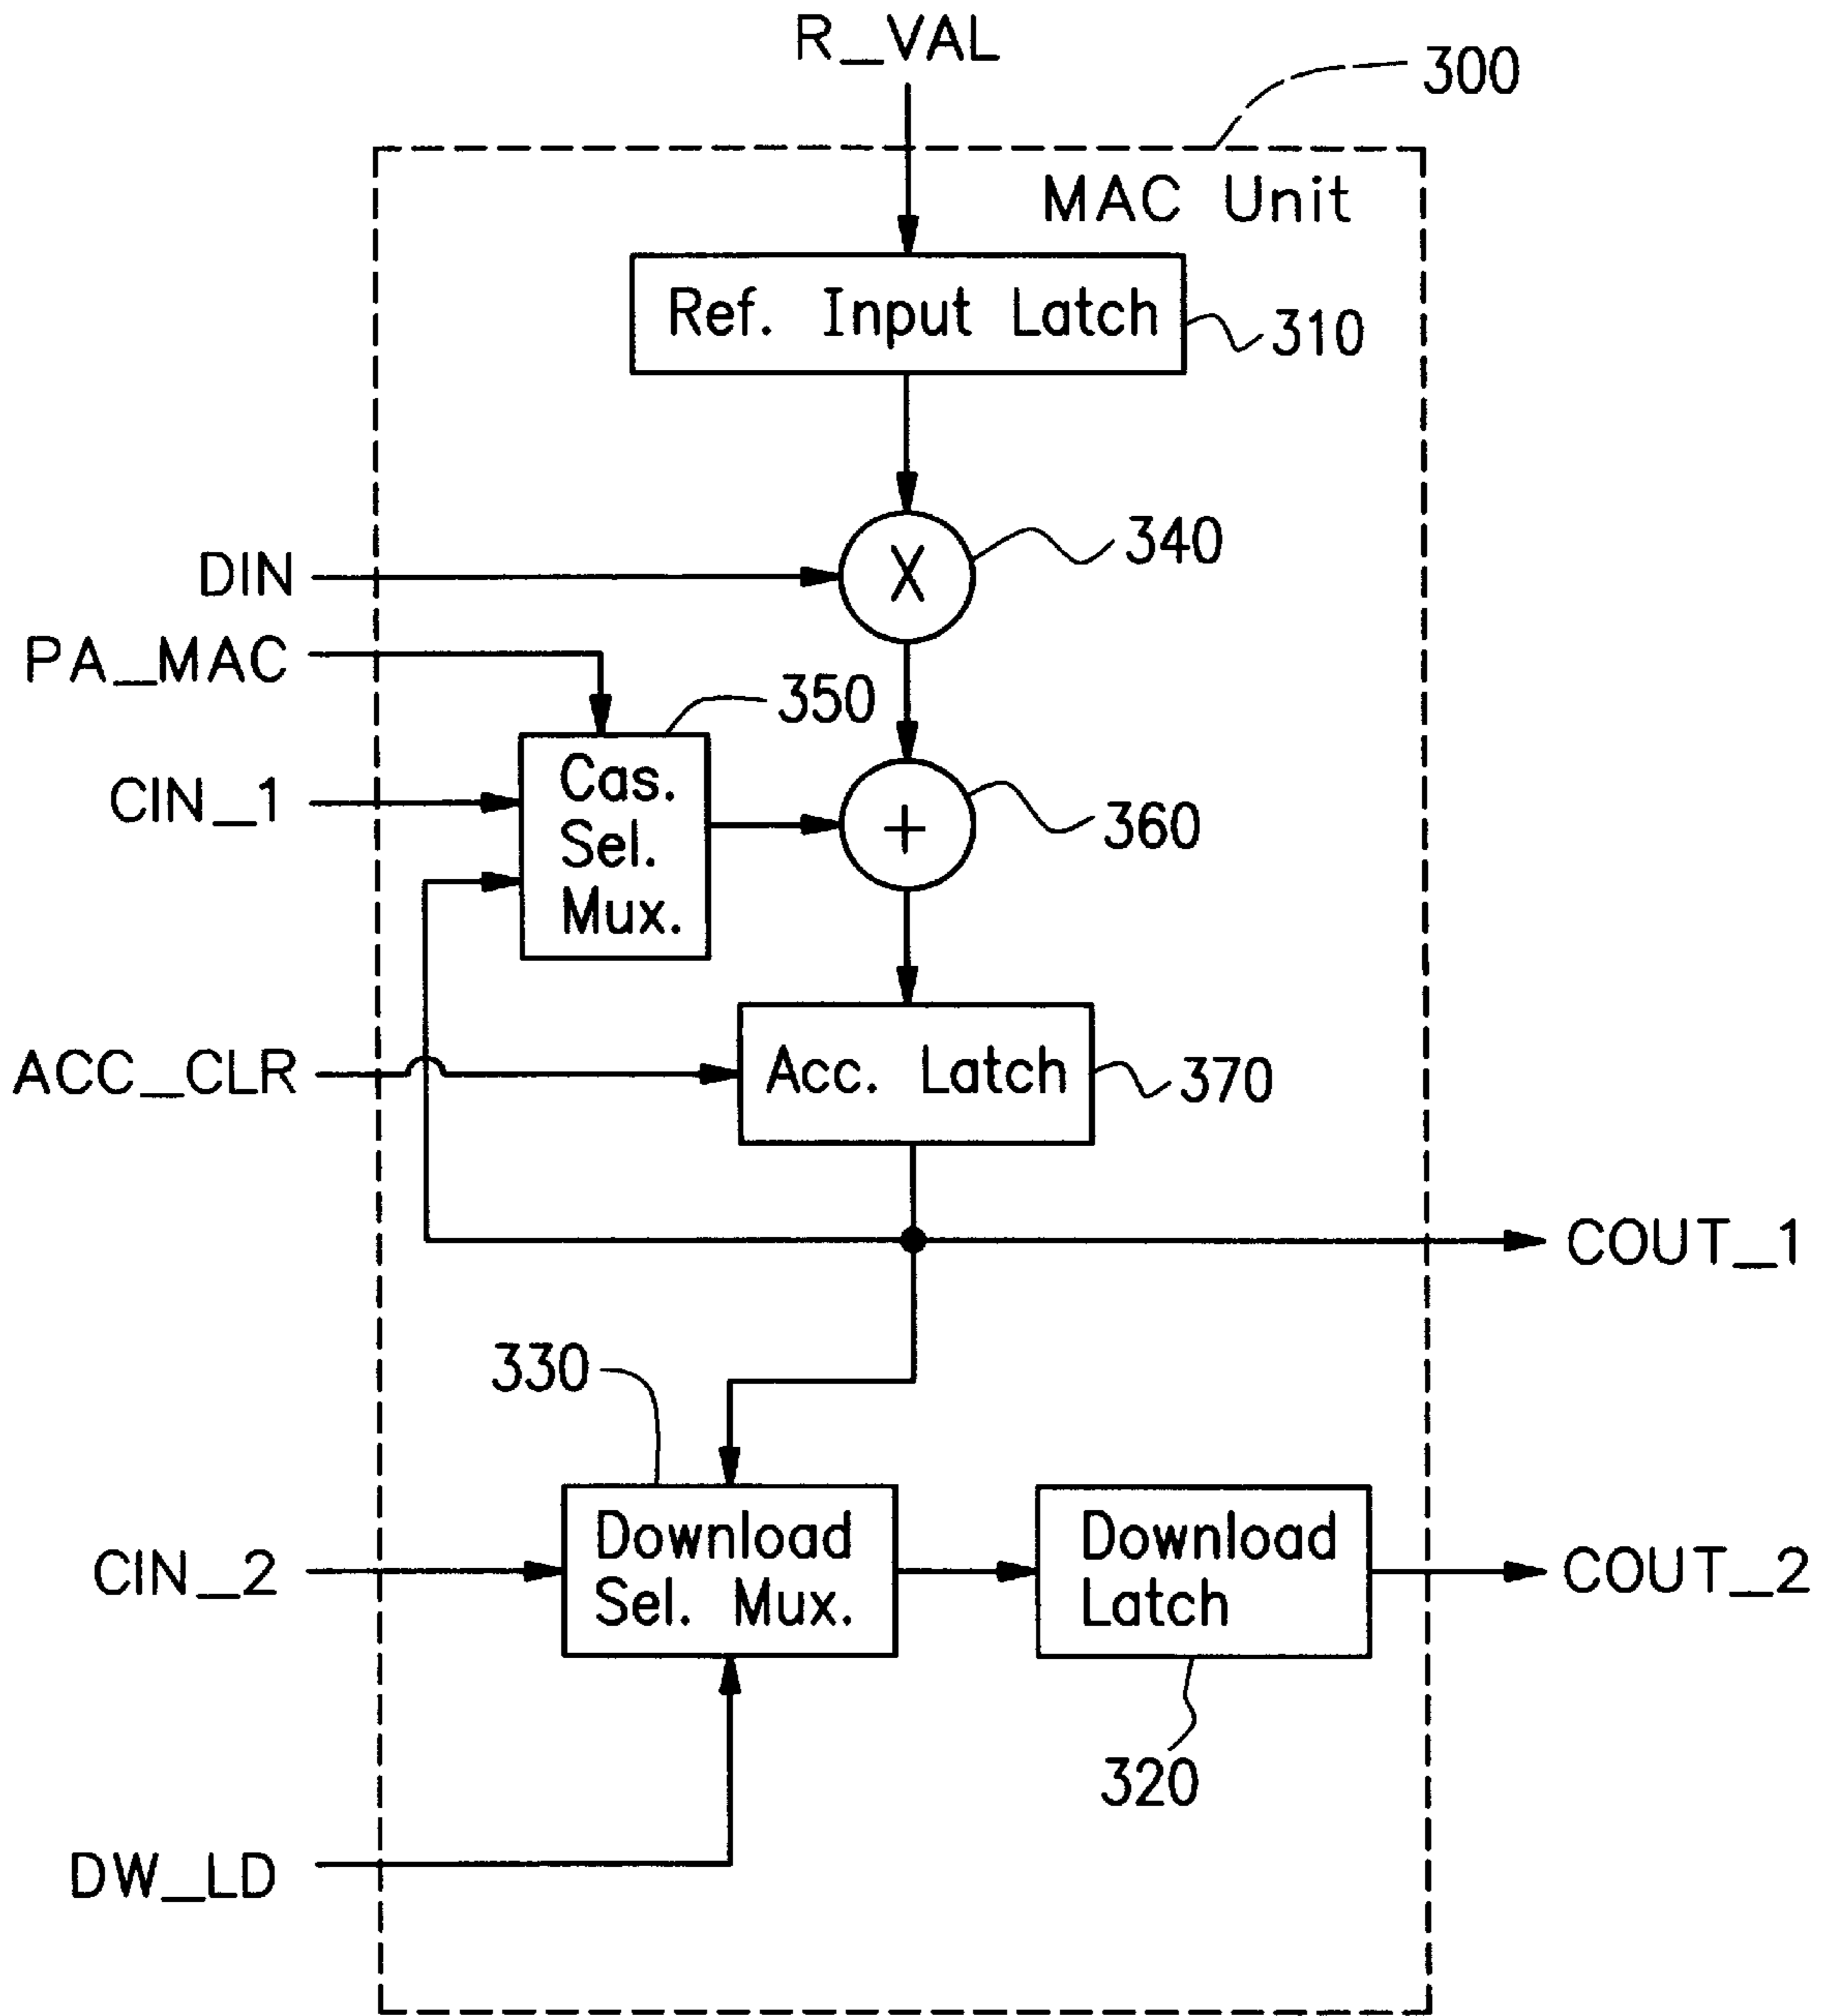 R_VAL
300
MAC Unit
Ref. Input Latch
310
DIN
X
340
PA_MAC
350
CIN_1
Cas.
Sel.
Mux.
+
360
ACC_CLR
Acc. Latch
370
COUT_1
330
CIN_2
Download
Sel. Mux.
Download
Latch
COUT_2
320
DW_LD